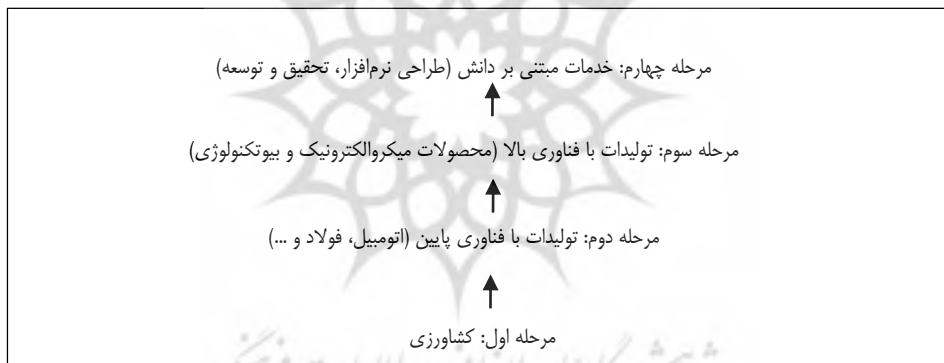 مرحله چهارم: خدمات مبتنی بر دانش (طراحی نرم‌افزار، تحقیق و توسعه)
مرحله سوم: تولیدات با فناوری بالا (محصولات میکروالکترونیک و بیوتکنولوژی)
مرحله دوم: تولیدات با فناوری پایین (اتومبیل، فولاد و ...)
مرحله اول: کشاورزی